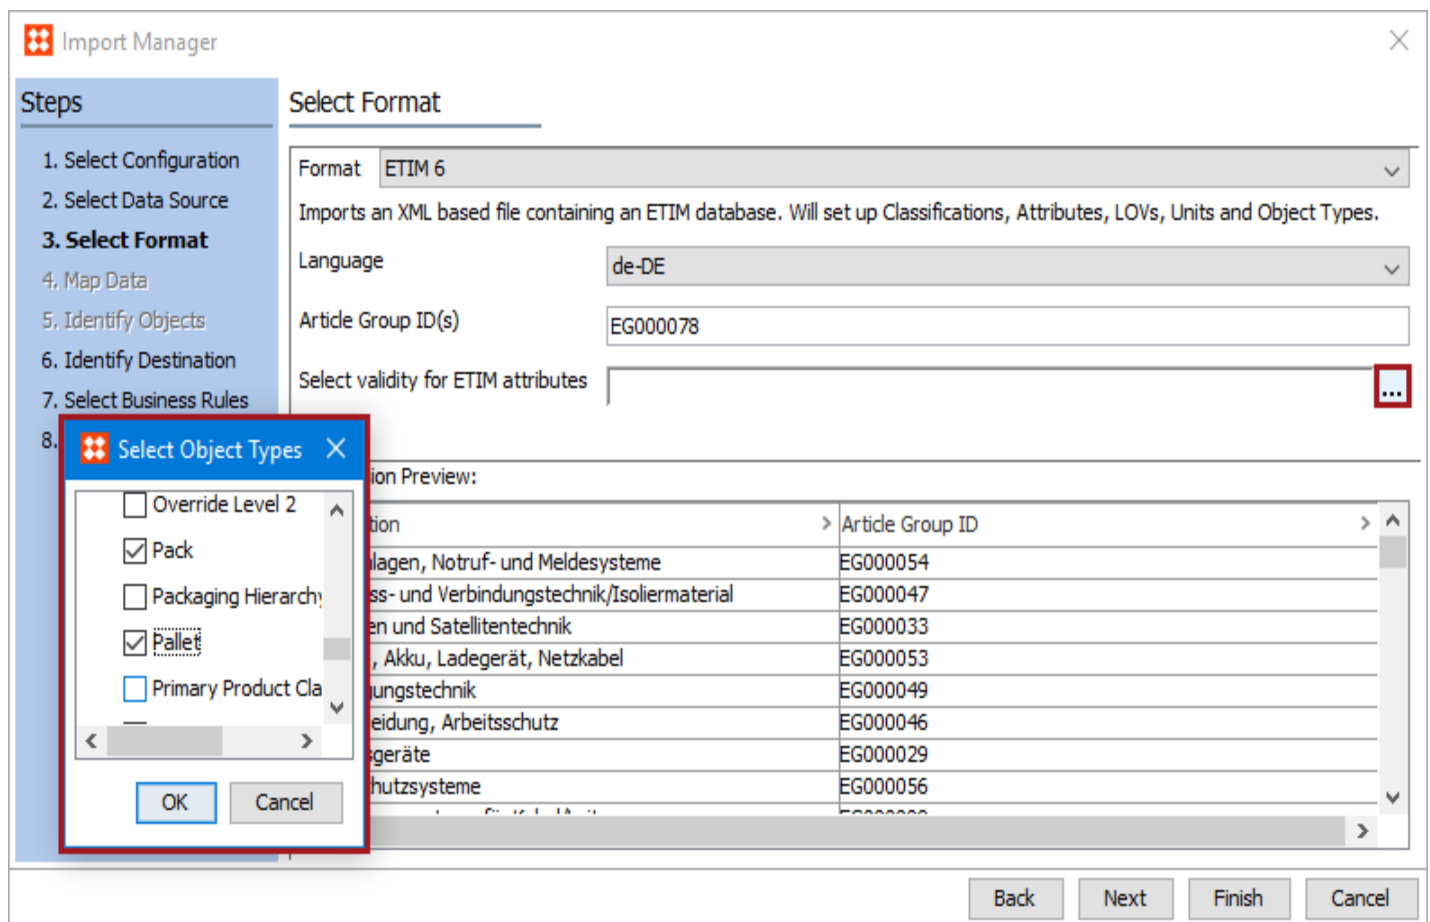 Import Manager
Steps
1. Select Configuration
2. Select Data Source
3. Select Format
4. Map Data
5. Identify Objects
6. Identify Destination
7. Select Business Rules
8.
Select Format
Format ETIM 6
Imports an XML based file containing an ETIM database. Will set up Classifications, Attributes, LOVs, Units and Object Types.
Language de-DE
Article Group ID(s) EG000078
Select validity for ETIM attributes ...
Select Object Types
Override Level 2
Pack
Packaging Hierarchy
Pallet
Primary Product Cla
OK Cancel
ion Preview:
tion > Article Group ID >
lagen, Notruf- und Meldesysteme EG000054
ss- und Verbindungstechnik/Isoliermaterial EG000047
en und Satellitentechnik EG000033
, Akku, Ladegerät, Netzkabel EG000053
gungstechnik EG000049
eidung, Arbeitsschutz EG000046
sgeräte EG000029
hutzsysteme EG000056
Back Next Finish Cancel